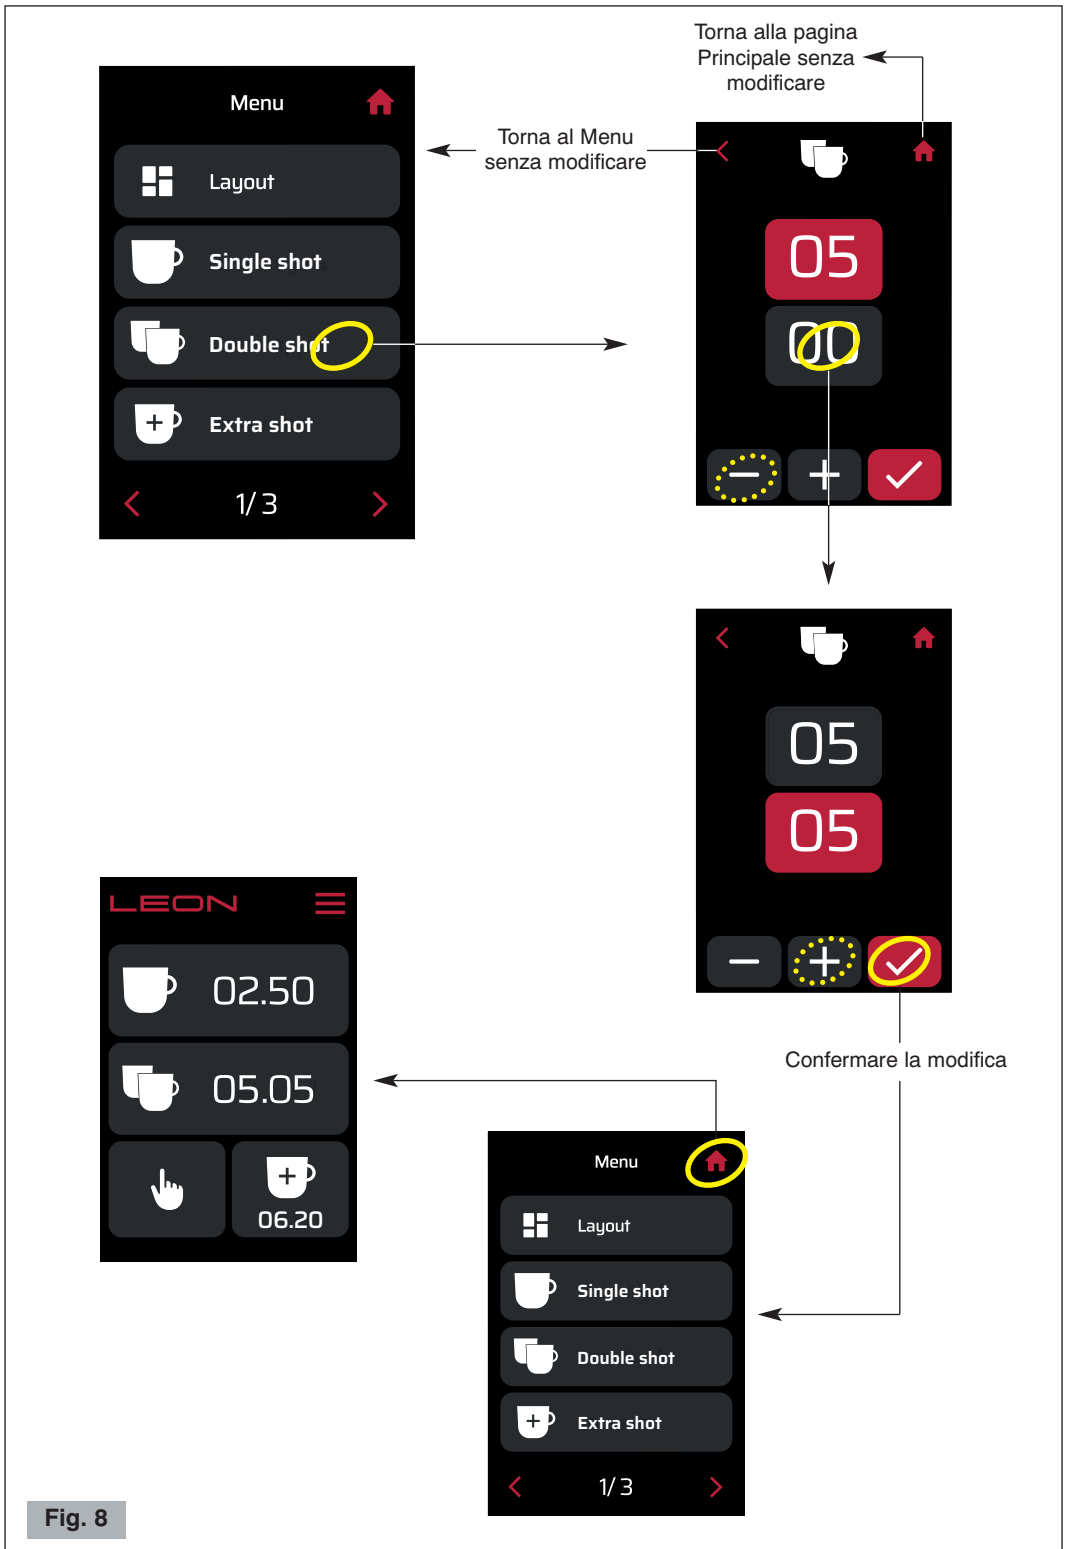 Torna alla pagina
Principale senza
modificare
Menu
Torna al Menu
senza modificare
Layout
Single shot
Double shot
Extra shot
1/3
05
00
05
05
Confermare la modifica
LEON
02.50
05.05
06.20
Menu
Layout
Single shot
Double shot
Extra shot
1/3
Fig. 8